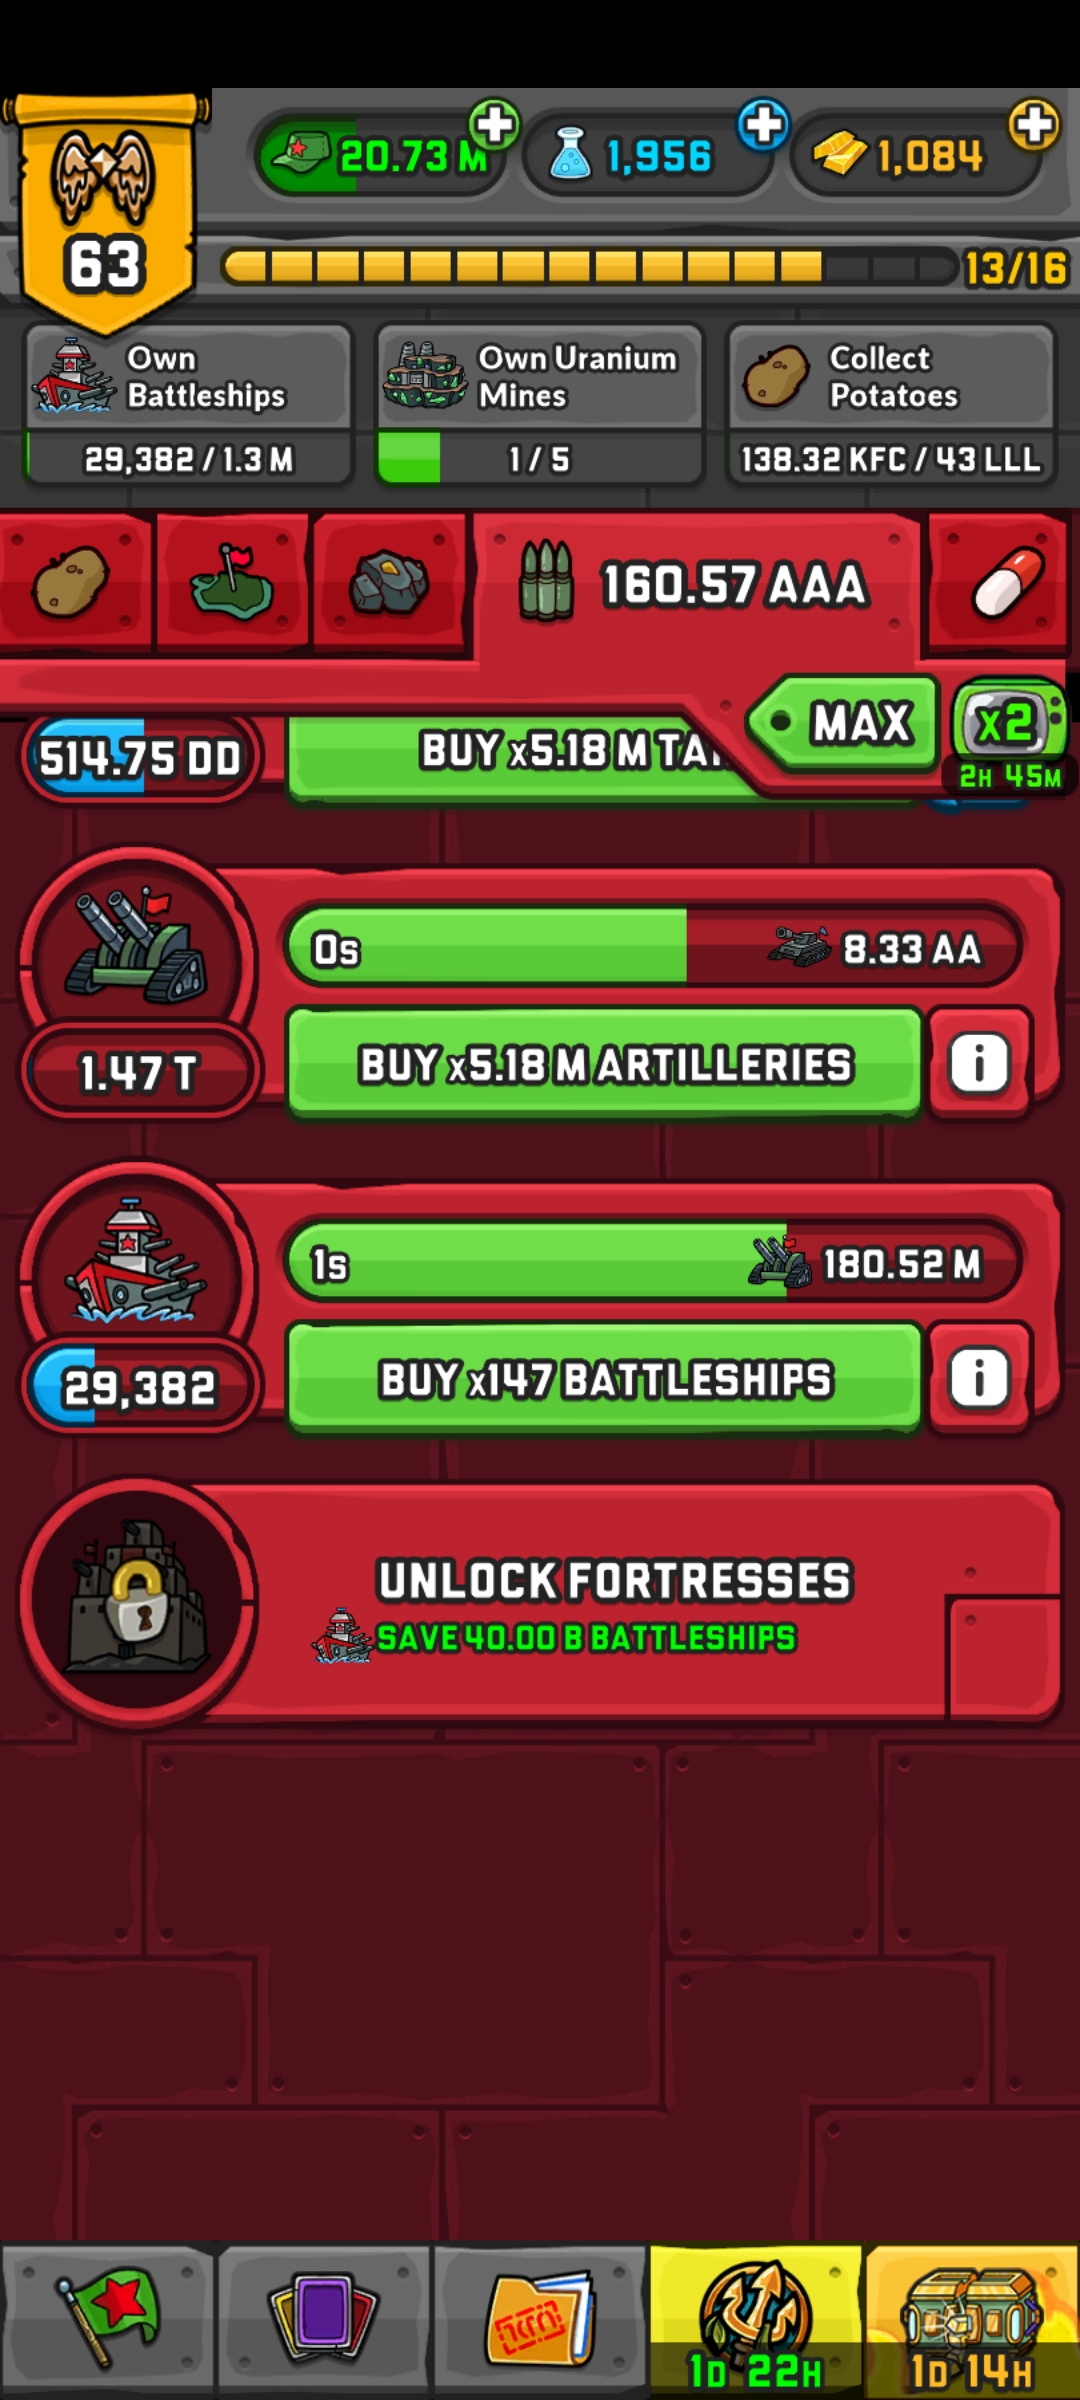 20.73 M
1,956
1,084
63
13/16
Own
Battleships
29,382 / 1.3 M
Own Uranium
Mines
1 / 5
Collect
Potatoes
138.32 KFC / 43 LLL
160.57 AAA
MAX
x2
2H 45M
514.75 DD
BUY x5.18 M TA
0s
8.33 AA
1.47 T
BUY x5.18 M ARTILLERIES
i
1s
180.52 M
29,382
BUY x147 BATTLESHIPS
i
UNLOCK FORTRESSES
SAVE 40.00 B BATTLESHIPS
1D 22H
1D 14H